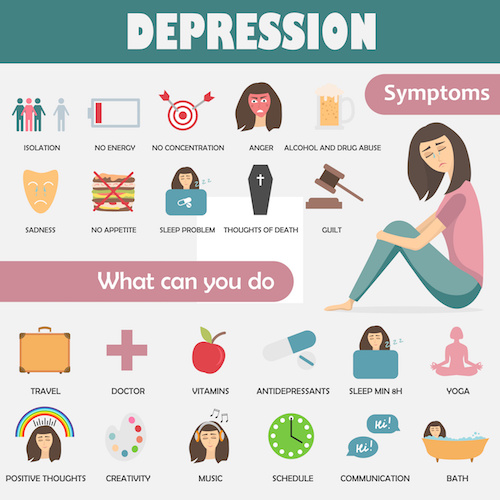 DEPRESSION
Symptoms
ISOLATION
NO ENERGY
NO CONCENTRATION
ANGER
ALCOHOL AND DRUG ABUSE
SADNESS
NO APPETITE
SLEEP PROBLEM
THOUGHTS OF DEATH
GUILT
What can you do
TRAVEL
DOCTOR
VITAMINS
ANTIDEPRESSANTS
SLEEP MIN 8H
YOGA
Hi!
Hi!
POSITIVE THOUGHTS
CREATIVITY
MUSIC
SCHEDULE
COMMUNICATION
BATH